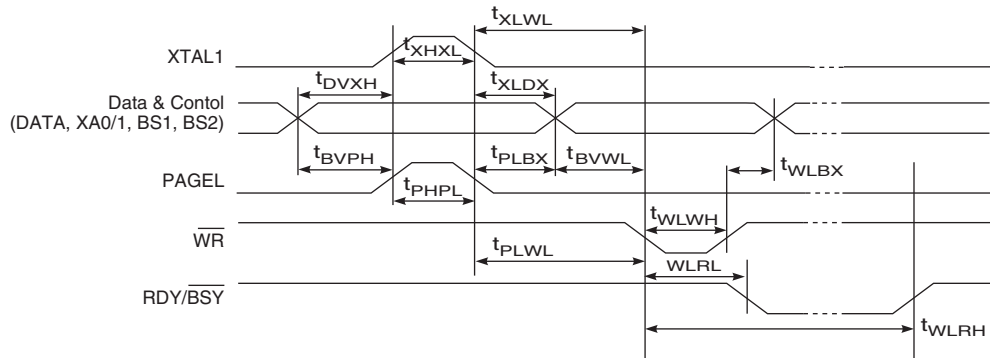 tXLWL
XTAL1
tXHXL
tDVXH
tXLDX
Data & Contol
(DATA, XA0/1, BS1, BS2)
tBVPH
tPLBX
tBVWL
tWLBX
PAGEL
tPHPL
tWLWH
WR
tPLWL
WLRL
RDY/BSY
tWLRH